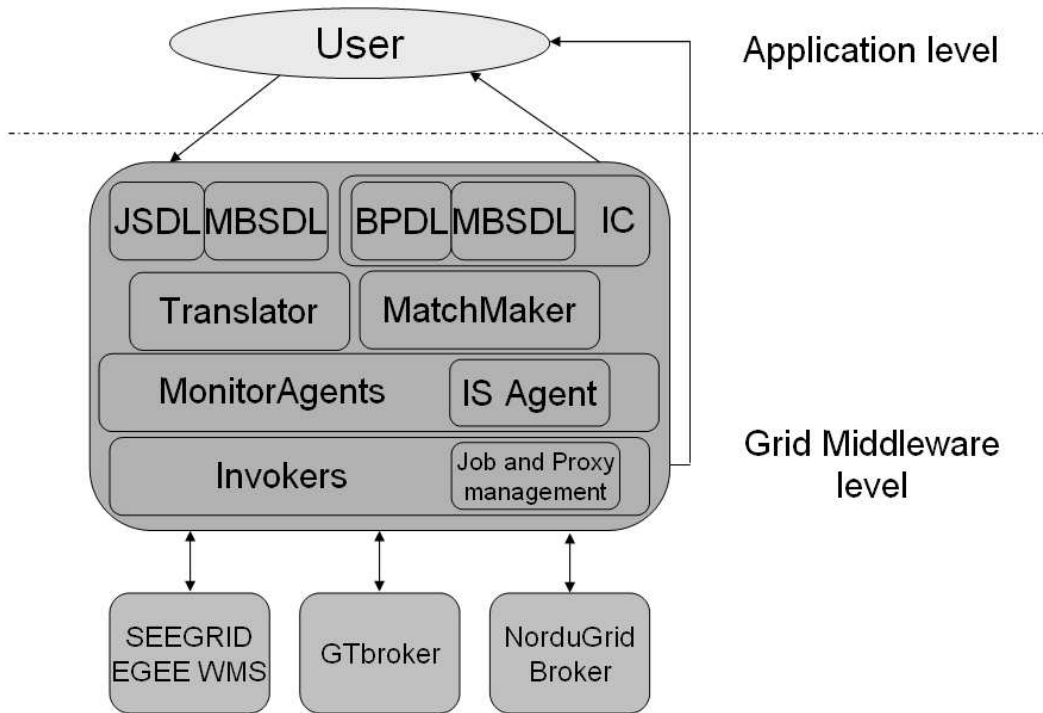 User
Application level
JSDL MBSDL BPDL MBSDL IC
Translator MatchMaker
MonitorAgents IS Agent
Grid Middleware
level
Invokers
Job and Proxy
management
SEEGRID
EGEE WMS
GTbroker
NorduGrid
Broker